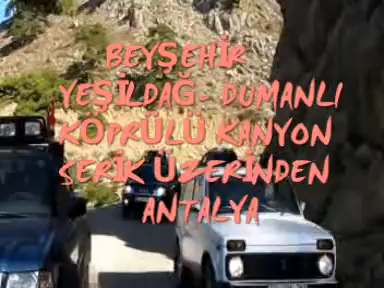 BEYŞEHİR
YEŞİLDAĞ- DUMANLI
KÖPRÜLÜ KANYON
SERİK ÜZERİNDEN
ANTALYA